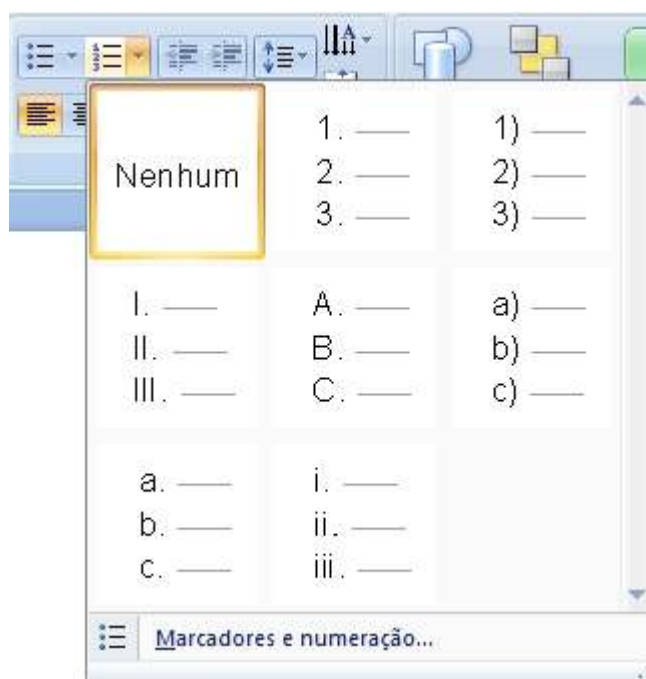 Nenhum
1.
2.
3.
1)
2)
3)
I.
II.
III.
A.
B.
C.
a)
b)
c)
a.
b.
c.
i.
ii.
iii.
Marcadores e numeração...